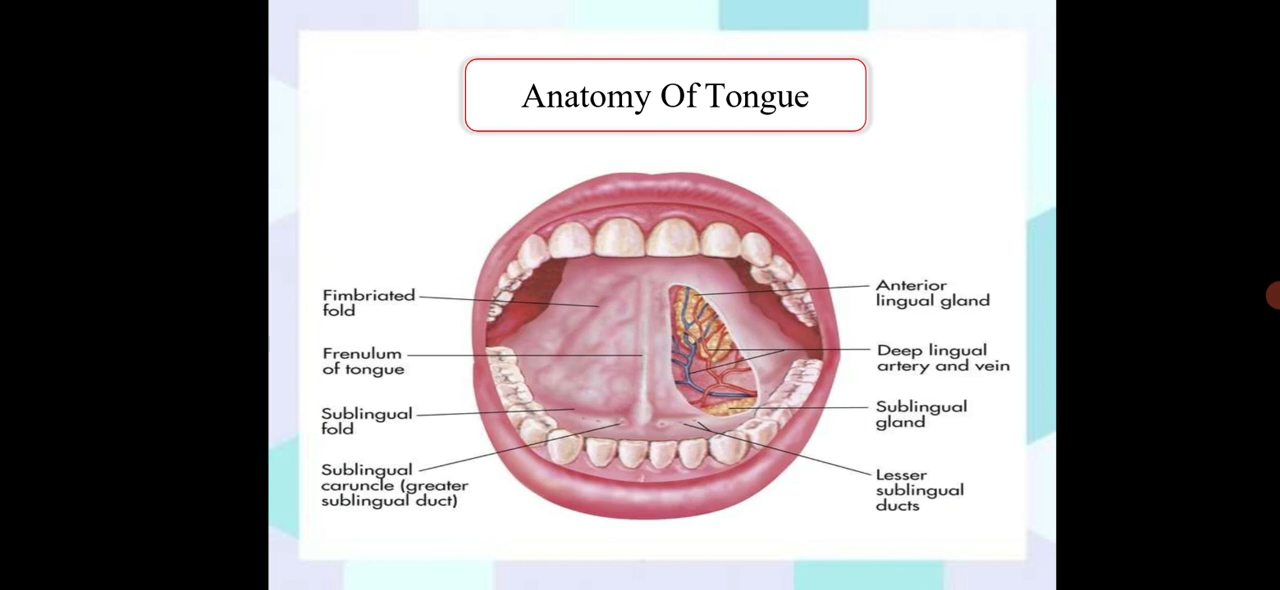 Anatomy Of Tongue
Fimbriated
fold
Frenulum
of tongue
Sublingual
fold
Sublingual
caruncle (greater
sublingual duct)
Anterior
lingual gland
Deep lingual
artery and vein
Sublingual
gland
Lesser
sublingual
ducts